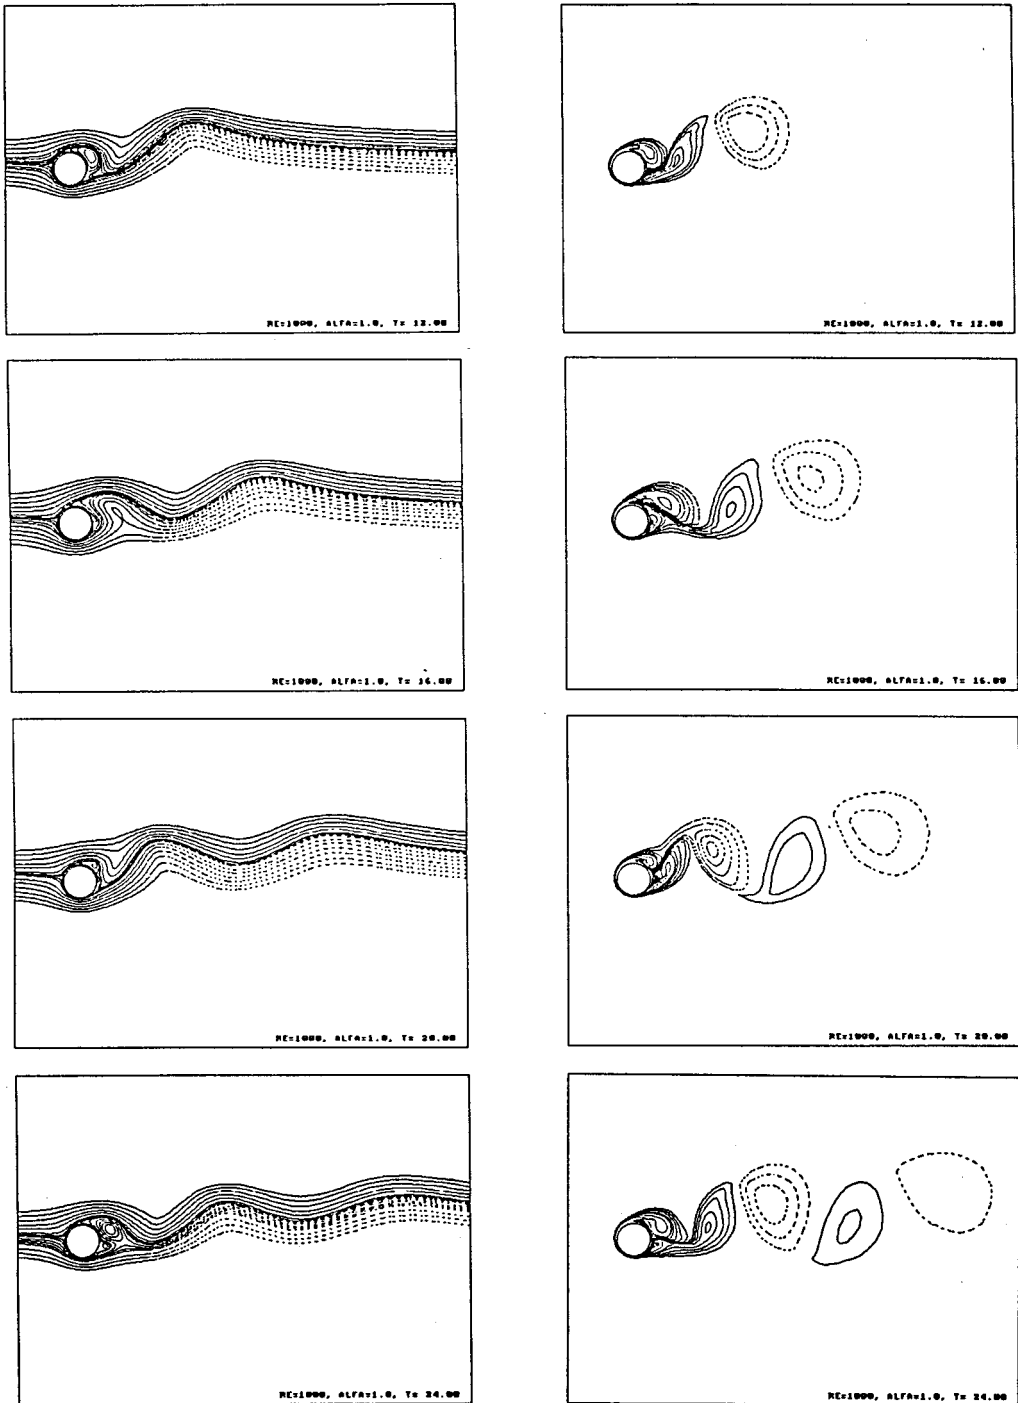 RE=1000, ALFA=1.0, T= 12.00
RE=1000, ALFA=1.0, T= 12.00
RE=1000, ALFA=1.0, T= 16.00
RE=1000, ALFA=1.0, T= 16.00
RE=1000, ALFA=1.0, T= 20.00
RE=1000, ALFA=1.0, T= 20.00
RE=1000, ALFA=1.0, T= 24.00
RE=1000, ALFA=1.0, T= 24.00